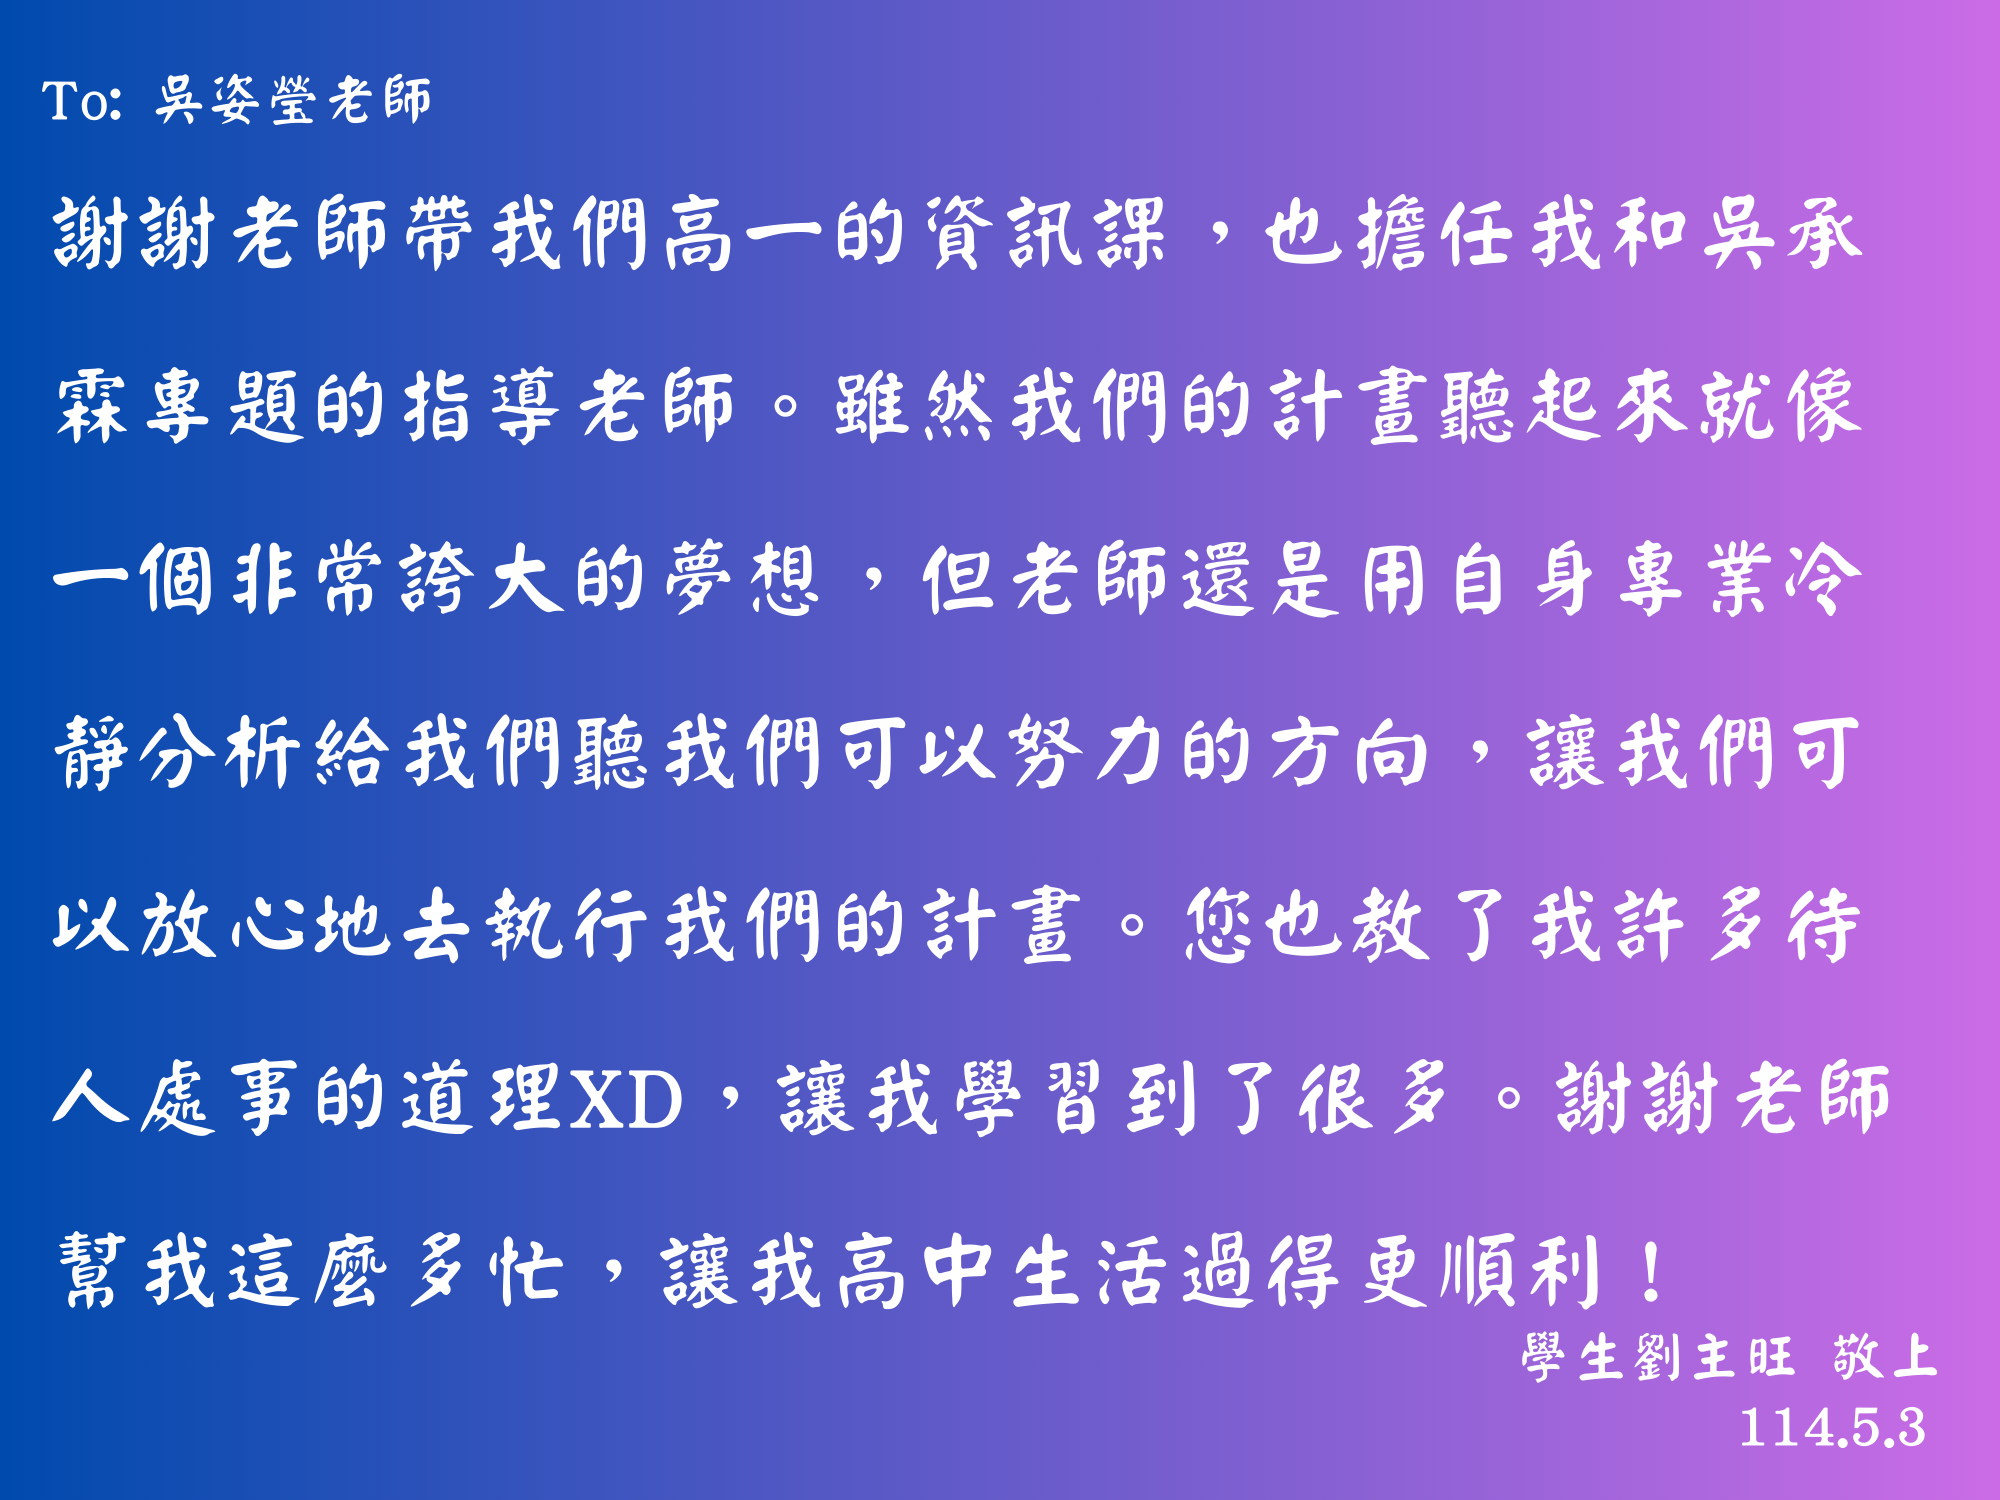 To: 吳姿瑩老師
謝謝老師帶我們高一的資訊課，也擔任我和吳承
霖專題的指導老師。雖然我們的計畫聽起來就像
一個非常誇大的夢想，但老師還是用自身專業冷
靜分析給我們聽我們可以努力的方向，讓我們可
以放心地去執行我們的計畫。您也教了我許多待
人處事的道理XD，讓我學習到了很多。謝謝老師
幫我這麼多忙，讓我高中生活過得更順利！
學生劉主旺 敬上
114.5.3